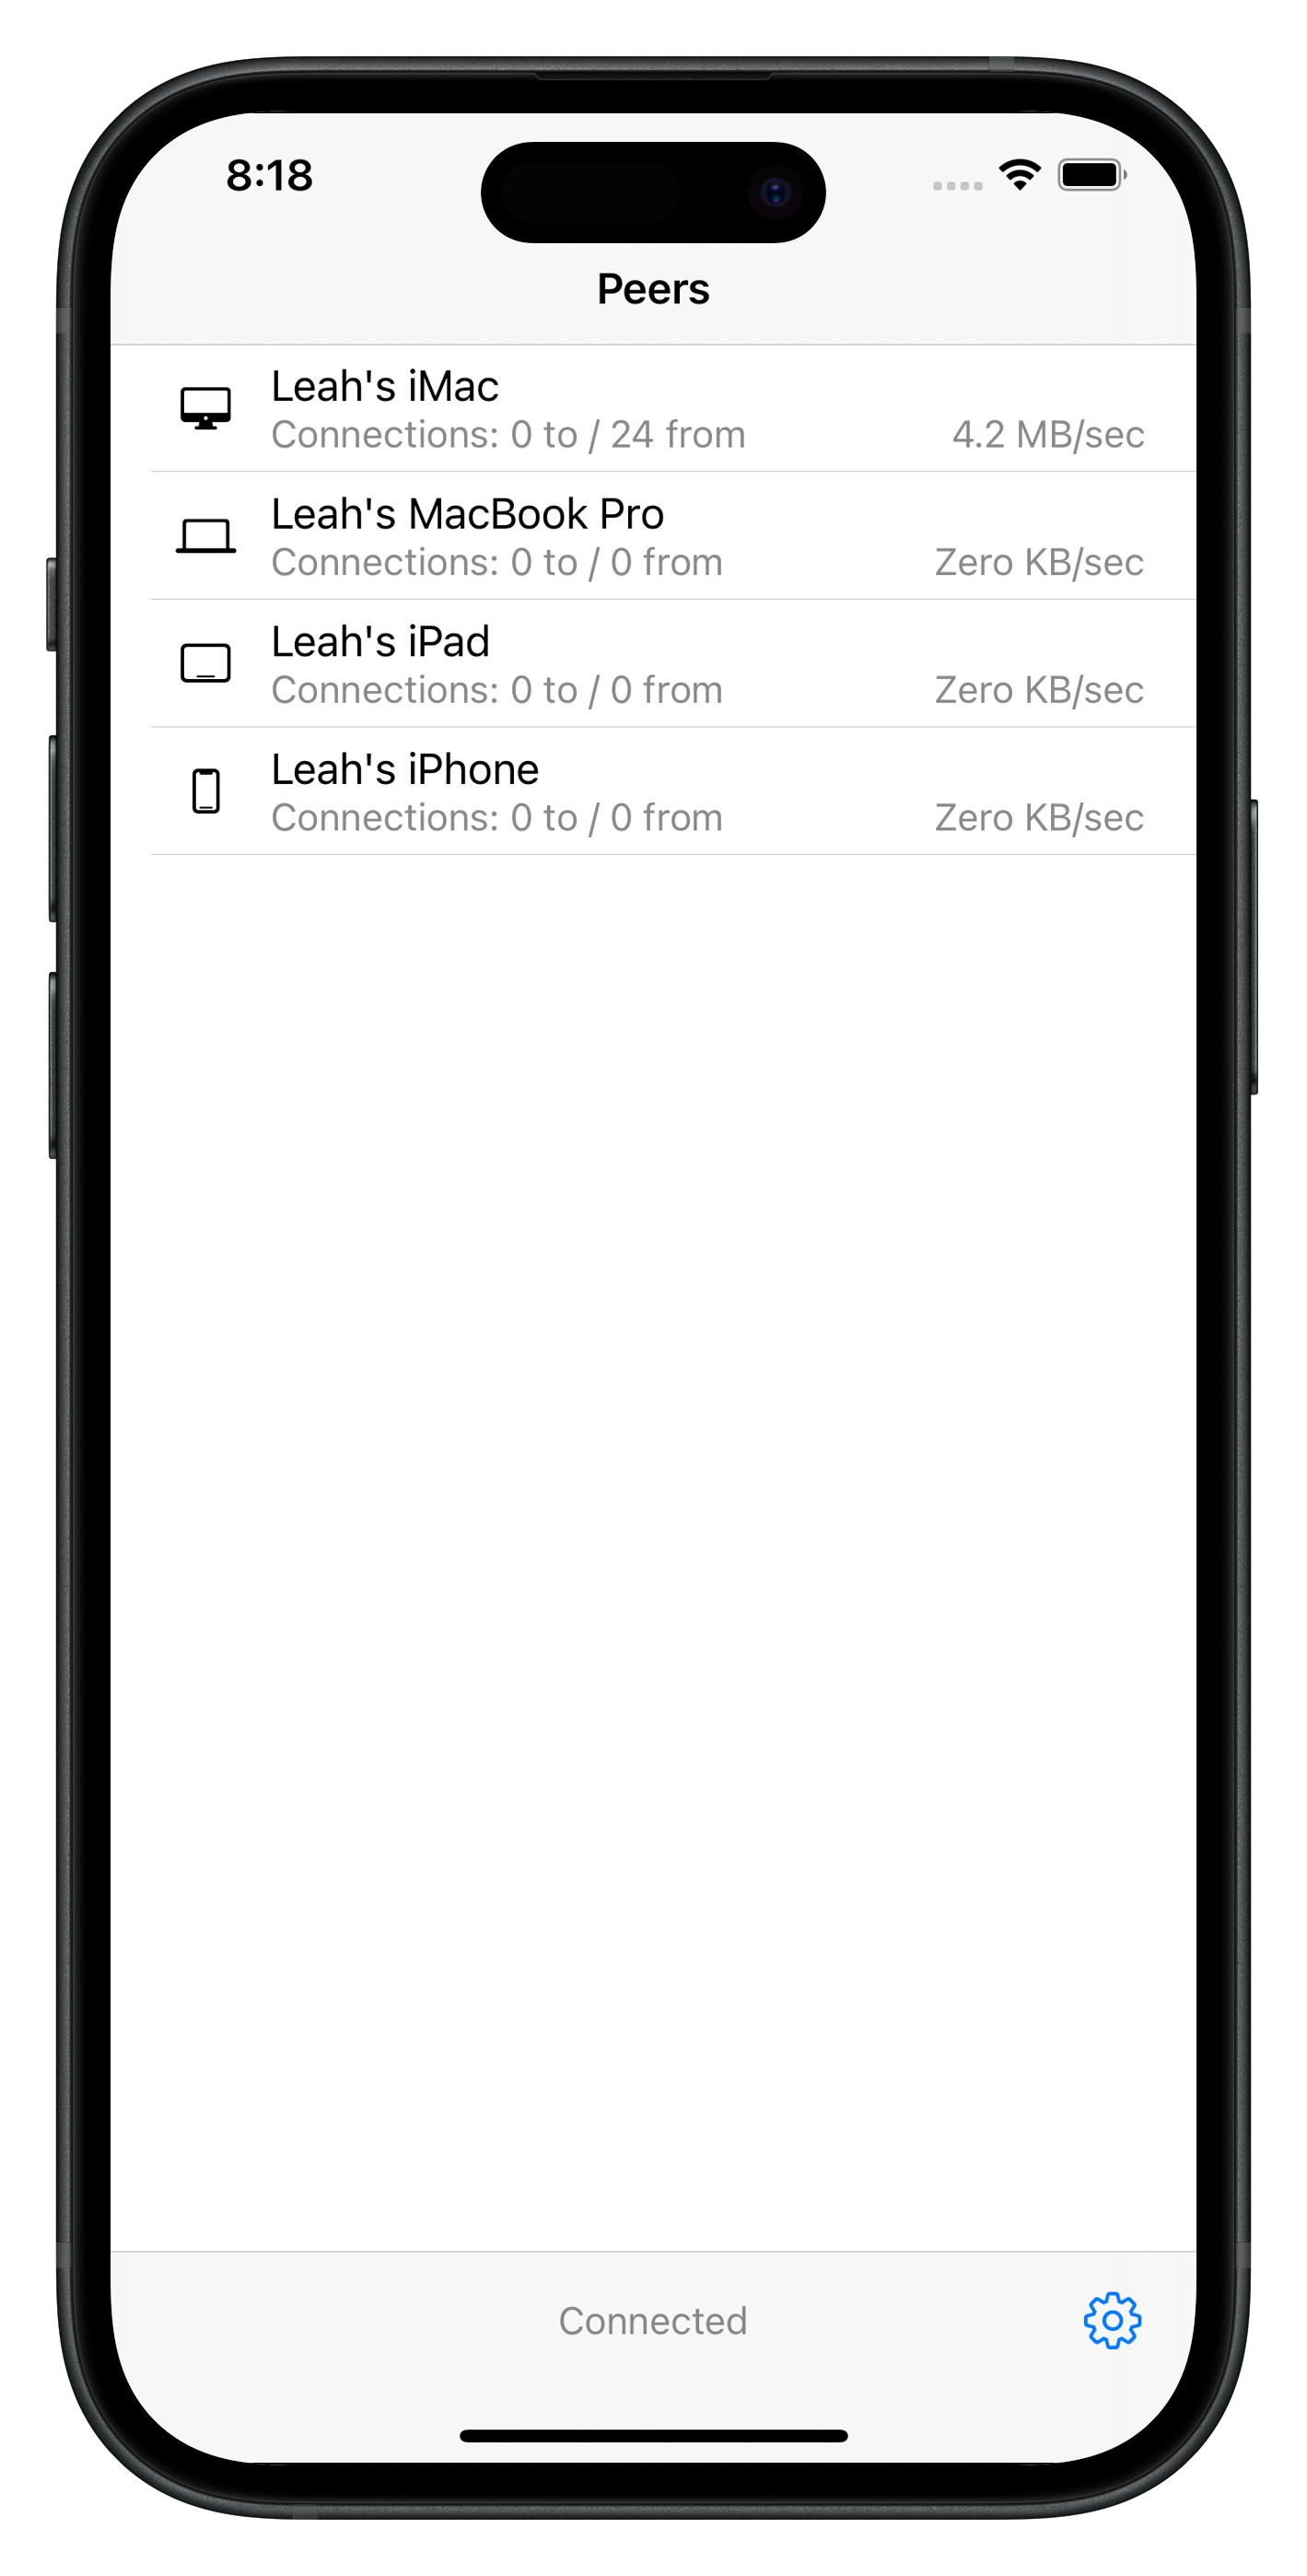 8:18
Peers
Leah's iMac
Connections: 0 to / 24 from 4.2 MB/sec
Leah's MacBook Pro
Connections: 0 to / 0 from Zero KB/sec
Leah's iPad
Connections: 0 to / 0 from Zero KB/sec
Leah's iPhone
Connections: 0 to / 0 from Zero KB/sec
Connected